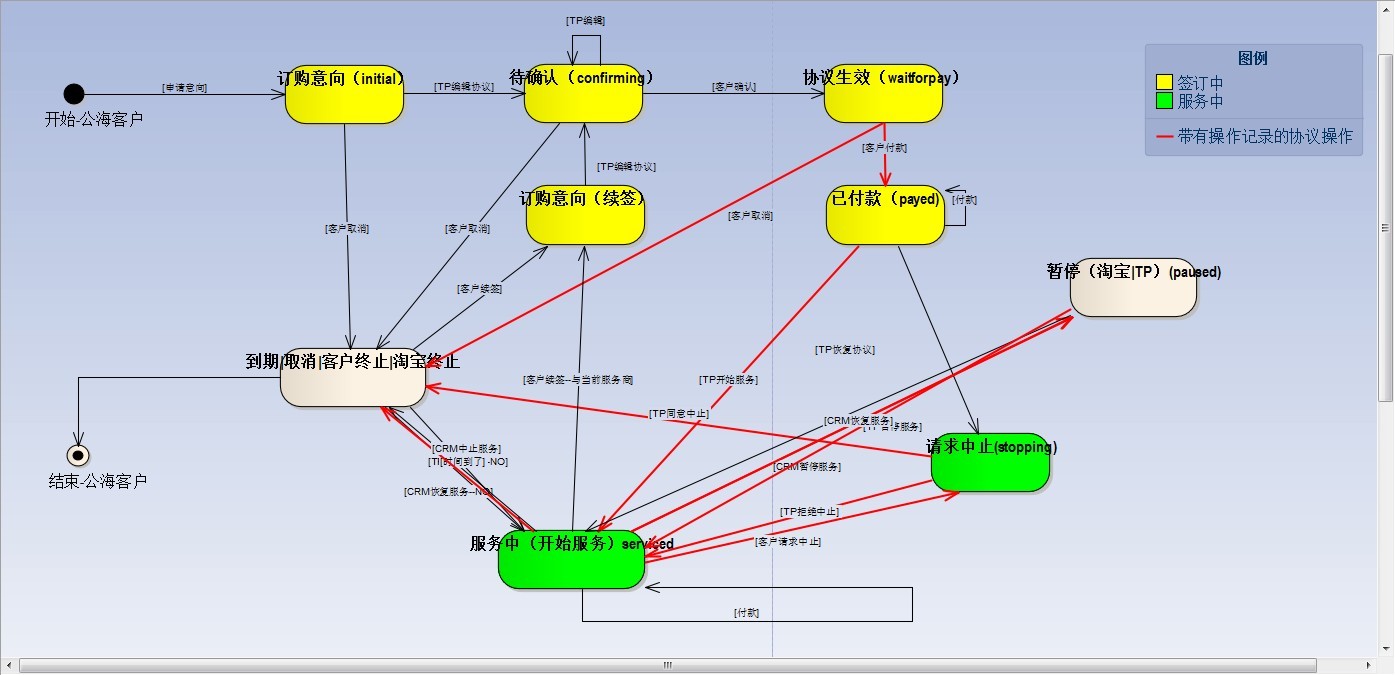 [TP编辑]
图例
签订中
服务中
带有操作记录的协议操作
订购意向（initial）
待确认（confirming）
协议生效（waitforpay）
[申请意向]
[TP编辑协议]
[客户确认]
开始-公海客户
[客户付款]
[TP编辑协议]
订购意向（续签）
已付款（payed）
[付款]
[客户取消]
[客户取消]
[客户取消]
暂停（淘宝|TP）(paused)
[客户续签]
[TP恢复协议]
到期|取消|客户终止|淘宝终止
[客户续签--与当前服务商]
[TP开始服务]
[TP同意中止]
[CRM恢复服务]
[TP暂停服务]
[CRM中止服务]
请求中止(stopping)
[TI[时间到了] -NO]
[CRM暂停服务]
结束-公海客户
[CRM恢复服务--NO]
[TP拒绝中止]
服务中（开始服务）serviced
[客户请求中止]
[付款]